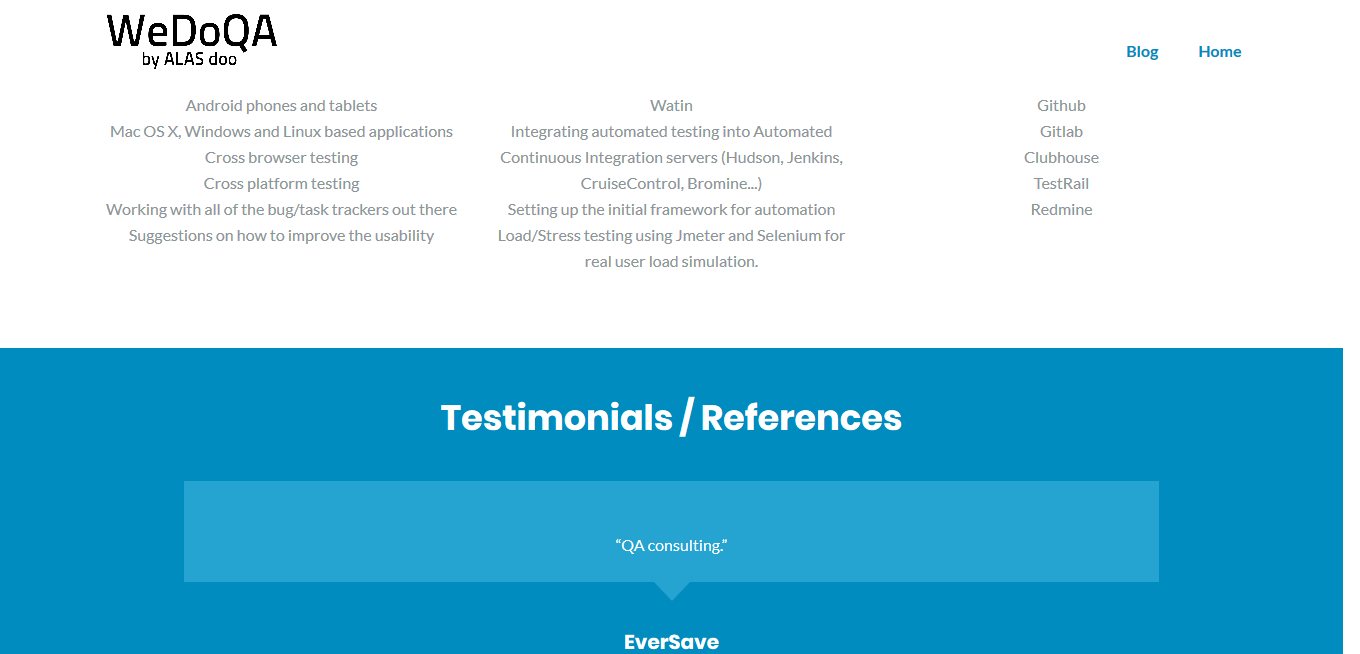 WeDoQA
by ALAS doo
Blog
Home
Android phones and tablets
Mac OS X, Windows and Linux based applications
Cross browser testing
Cross platform testing
Working with all of the bug/task trackers out there
Suggestions on how to improve the usability
Watin
Integrating automated testing into Automated
Continuous Integration servers (Hudson, Jenkins,
CruiseControl, Bromine...)
Setting up the initial framework for automation
Load/Stress testing using Jmeter and Selenium for
real user load simulation.
Github
Gitlab
Clubhouse
TestRail
Redmine
Testimonials / References
“QA consulting.”
EverSave